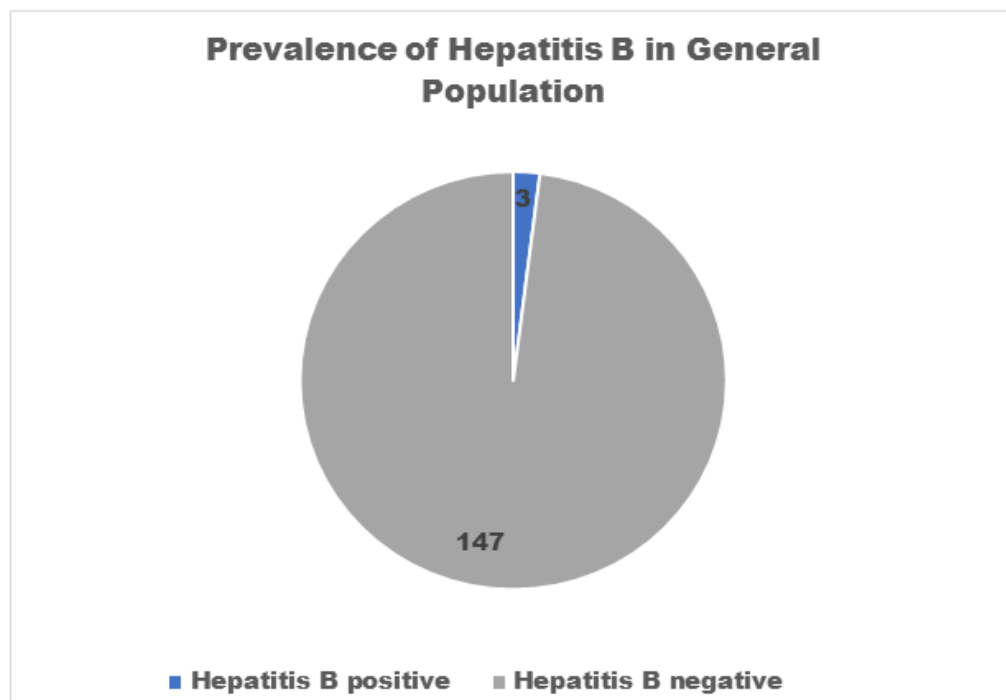 Prevalence of Hepatitis B in General
Population
3
147
Hepatitis B positive
Hepatitis B negative